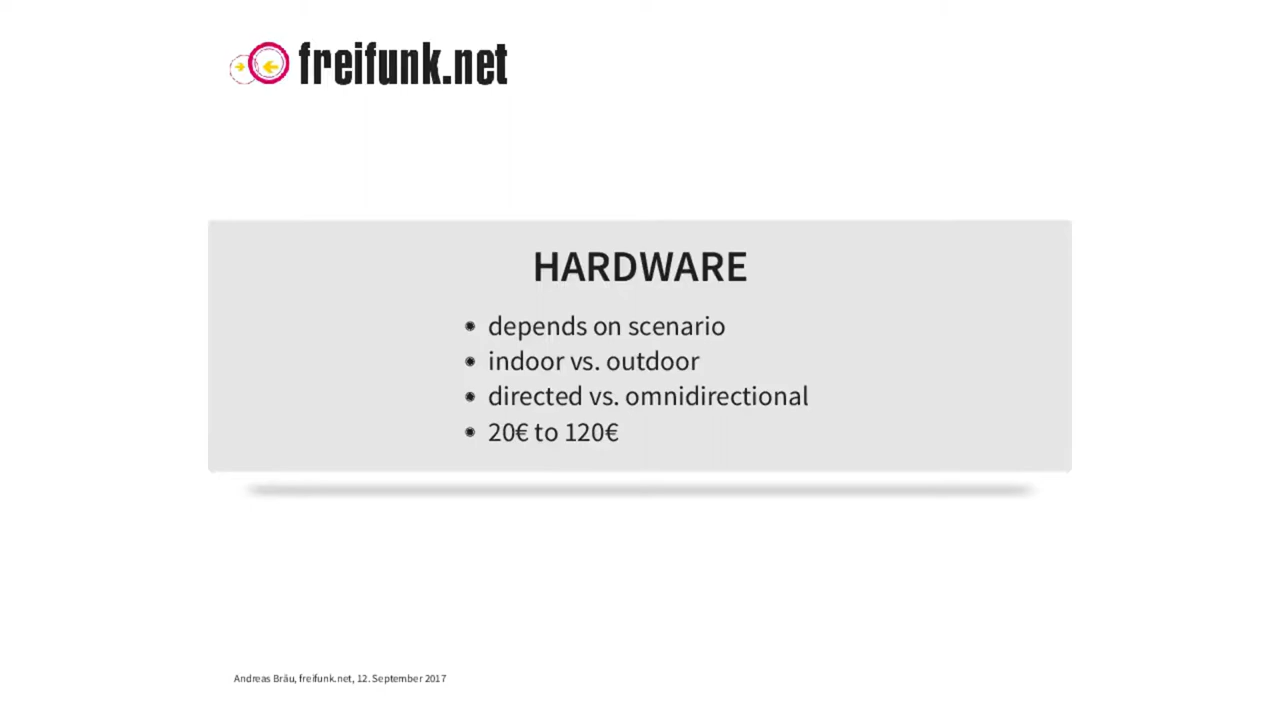 freifunk.net
HARDWARE
depends on scenario
indoor vs. outdoor
directed vs. omnidirectional
20€ to 120€
Andreas Bräu, freifunk.net, 12. September 2017